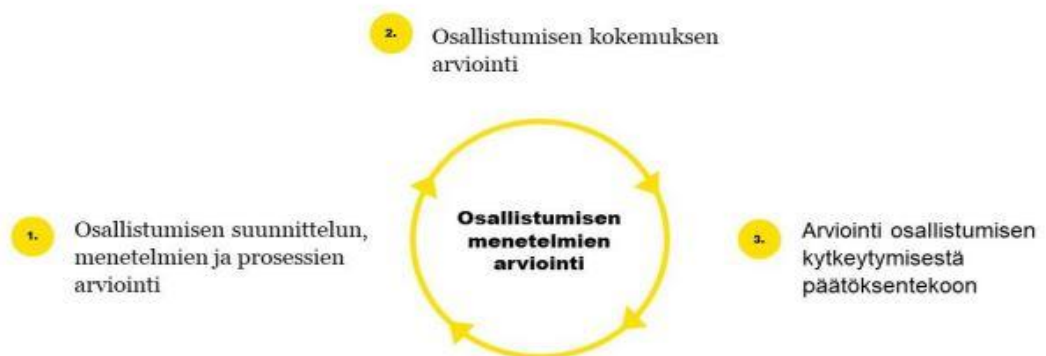 2.
Osallistumisen kokemuksen
arviointi
1.
Osallistumisen suunnittelun,
menetelmien ja prosessien
arviointi
Osallistumisen
menetelmien
arviointi
3.
Arviointi osallistumisen
kytkeytymisestä
päätöksentekoon